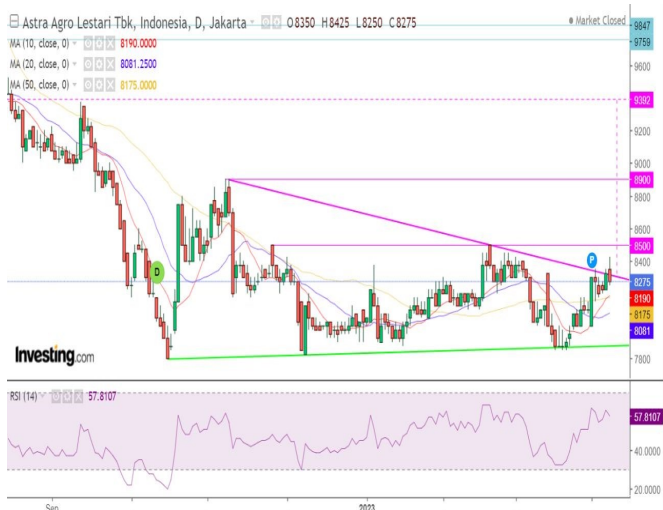 Astra Agro Lestari Tbk, Indonesia, D, Jakarta O8350 H8425 L8250 C8275
Market Closed
MA (10, close, 0) 8190.0000
MA (20, close, 0) 8081.2500
MA (50, close, 0) 8175.0000
9847
9759
9600
9392
9200
9000
8900
8800
8600
8500
8400
8275
8190
8175
8081
7800
D
P
Investing.com
RSI (14) 57.8107
57.8107
40.0000
20.0000
Sep
2023